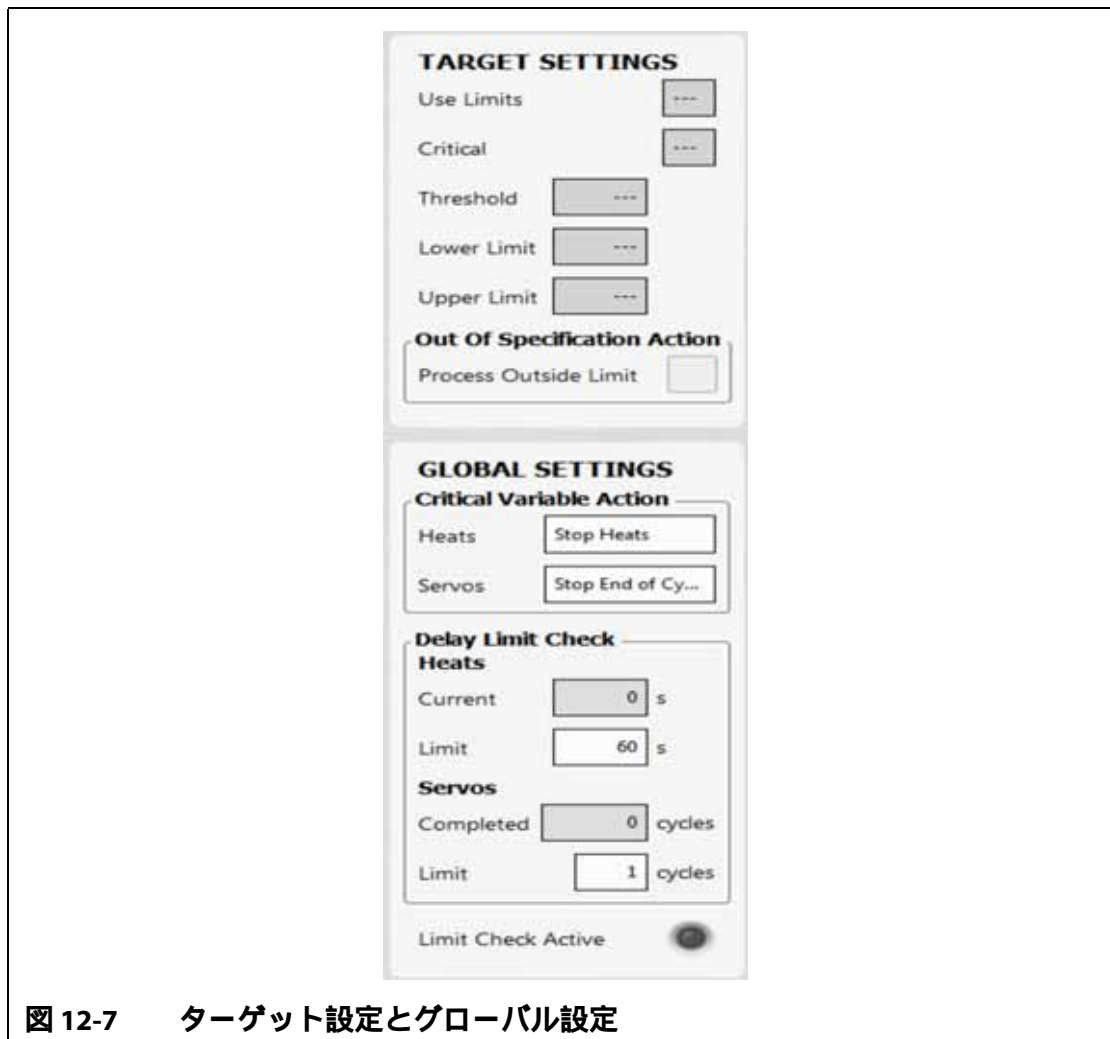 TARGET SETTINGS
Use Limits ---
Critical ---
Threshold ---
Lower Limit ---
Upper Limit ---
Out Of Specification Action
Process Outside Limit
GLOBAL SETTINGS
Critical Variable Action
Heats Stop Heats
Servos Stop End of Cy...
Delay Limit Check
Heats
Current 0 s
Limit 60 s
Servos
Completed 0 cycles
Limit 1 cycles
Limit Check Active
図 12-7 ターゲット設定とグローバル設定